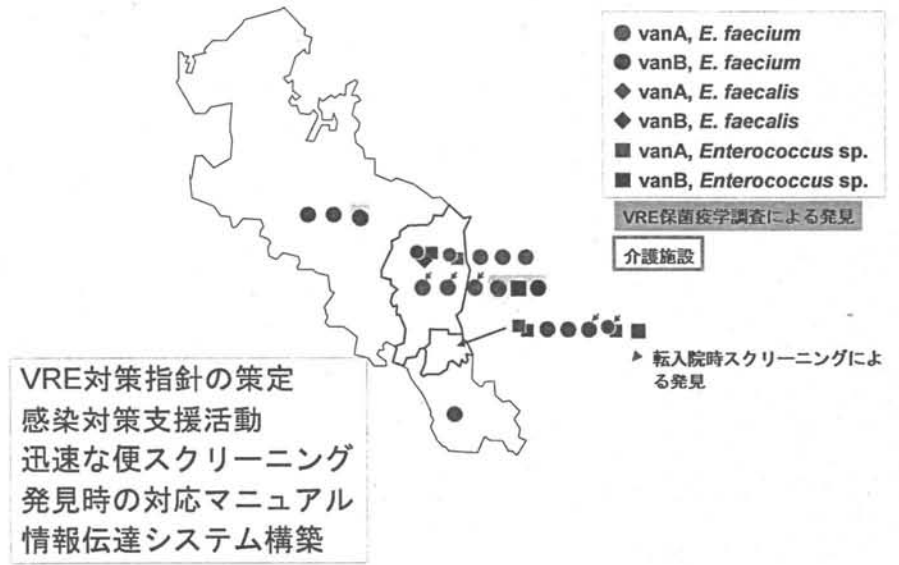 vanA, E. faecium
vanB, E. faecium
vanA, E. faecalis
vanB, E. faecalis
vanA, Enterococcus sp.
vanB, Enterococcus sp.
VRE保菌疫学調査による発見
介護施設
転入院時スクリーニングによ
る発見
VRE対策指針の策定
感染対策支援活動
迅速な便スクリーニング
発見時の対応マニュアル
情報伝達システム構築